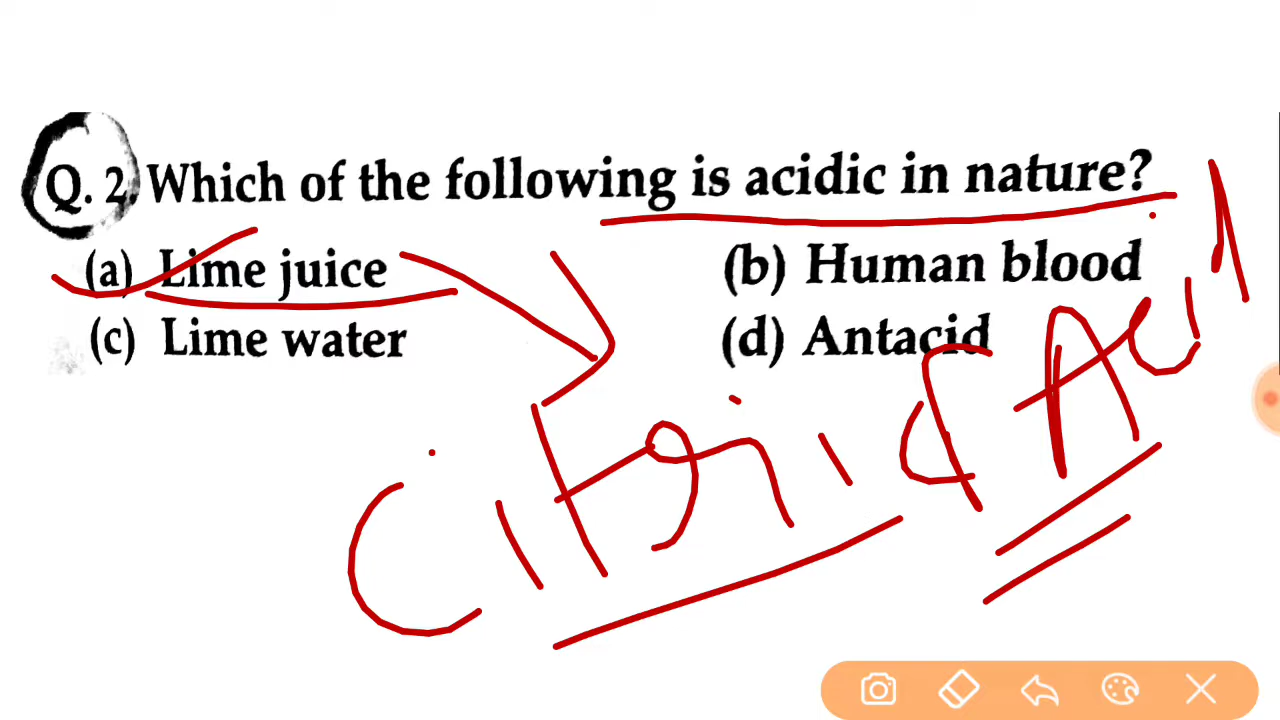 Q. 2. Which of the following is acidic in nature?
(a) Lime juice (b) Human blood
(c) Lime water (d) Antacid
Citric Acid